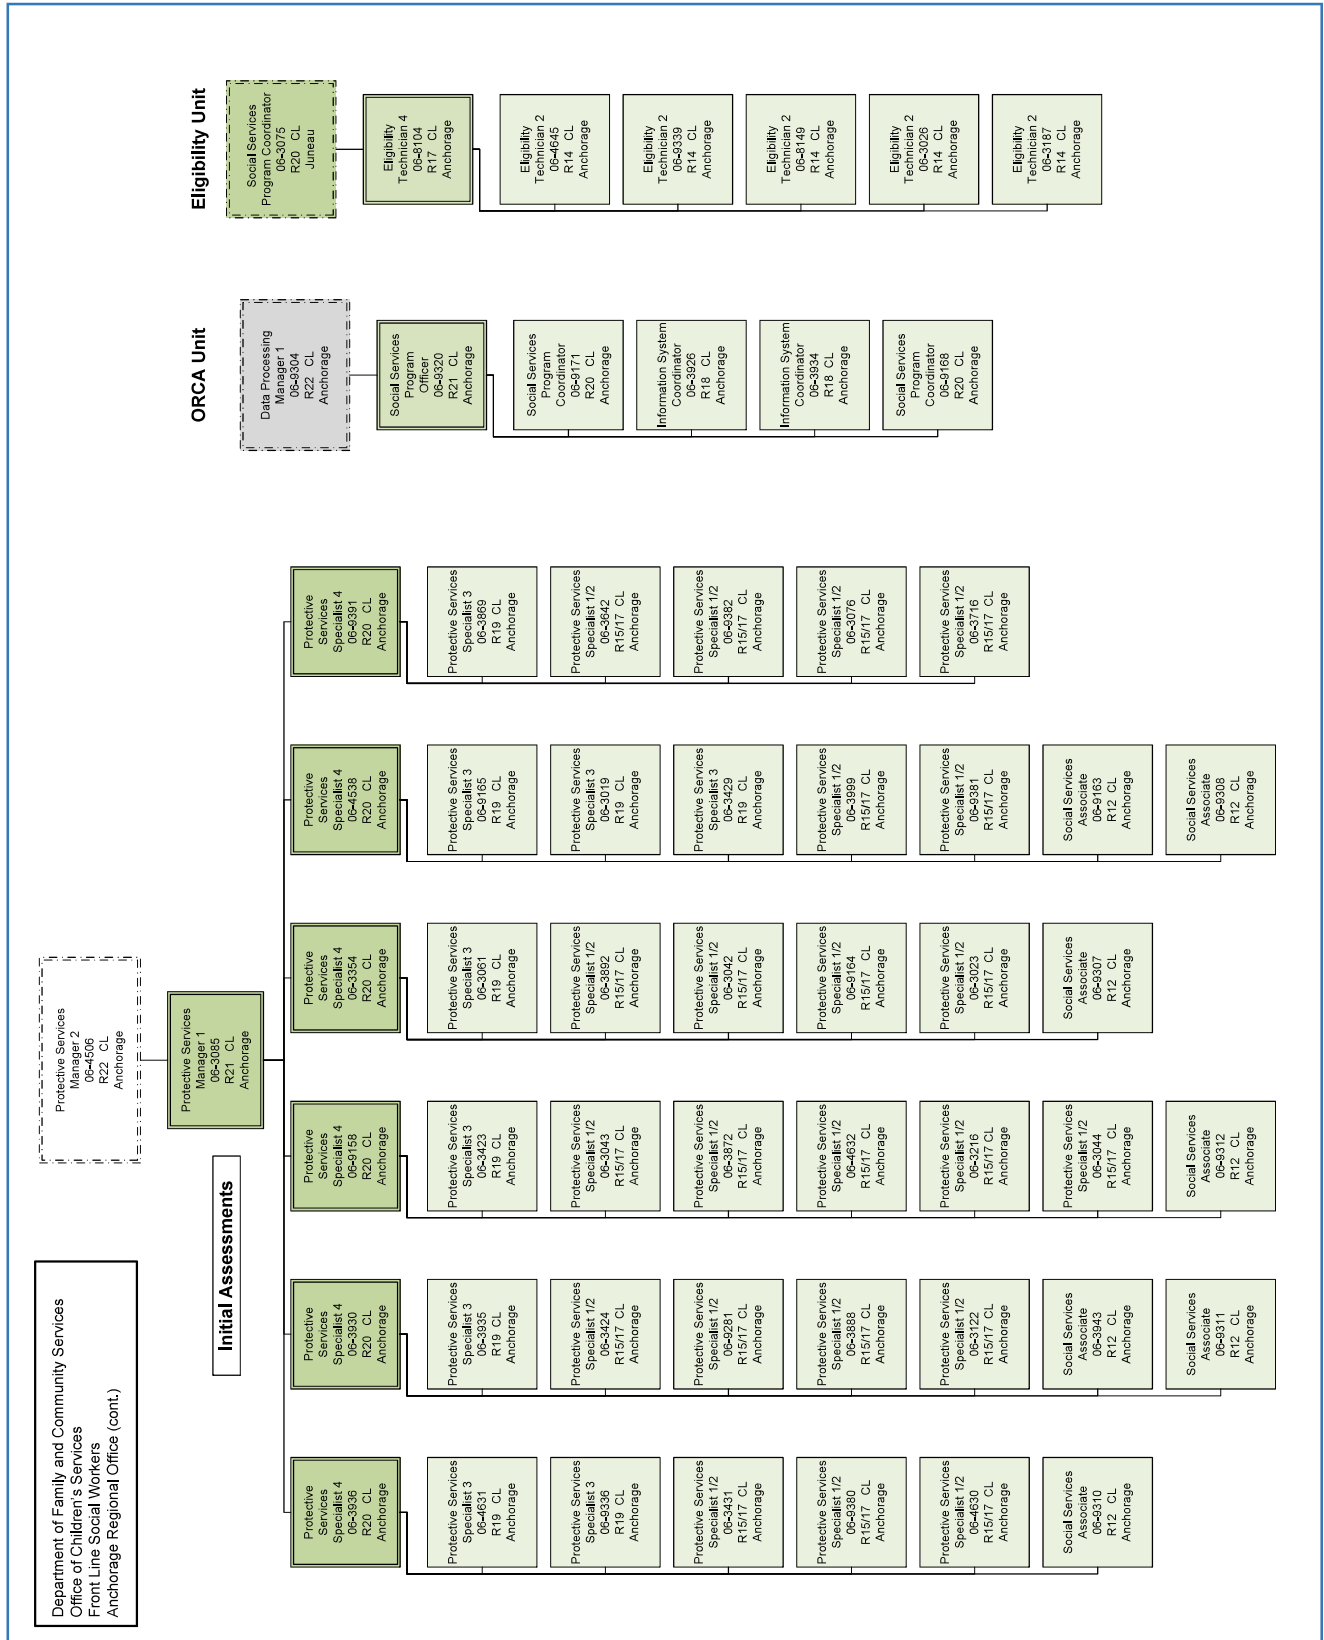 Department of Family and Community Services
Office of Children's Services
Front Line Social Workers
Anchorage Regional Office (cont.)
Protective Services
Manager 2
06-4506
R22 CL
Anchorage
Protective Services
Manager 1
06-3085
R21 CL
Anchorage
Initial Assessments
Protective
Services
Specialist 4
06-3936
R20 CL
Anchorage
Protective Services
Specialist 3
06-4631
R19 CL
Anchorage
Protective Services
Specialist 3
06-9336
R19 CL
Anchorage
Protective Services
Specialist 1/2
06-3431
R15/17 CL
Anchorage
Protective Services
Specialist 1/2
06-9380
R15/17 CL
Anchorage
Protective Services
Specialist 1/2
06-4630
R15/17 CL
Anchorage
Social Services
Associate
06-9310
R12 CL
Anchorage
Protective
Services
Specialist 4
06-3930
R20 CL
Anchorage
Protective Services
Specialist 3
06-3935
R19 CL
Anchorage
Protective Services
Specialist 1/2
06-3424
R15/17 CL
Anchorage
Protective Services
Specialist 1/2
06-9281
R15/17 CL
Anchorage
Protective Services
Specialist 1/2
06-3888
R15/17 CL
Anchorage
Protective Services
Specialist 1/2
06-3122
R15/17 CL
Anchorage
Social Services
Associate
06-3943
R12 CL
Anchorage
Social Services
Associate
06-9311
R12 CL
Anchorage
Protective
Services
Specialist 4
06-9158
R20 CL
Anchorage
Protective Services
Specialist 3
06-3423
R19 CL
Anchorage
Protective Services
Specialist 1/2
06-3043
R15/17 CL
Anchorage
Protective Services
Specialist 1/2
06-3872
R15/17 CL
Anchorage
Protective Services
Specialist 1/2
06-4632
R15/17 CL
Anchorage
Protective Services
Specialist 1/2
06-3216
R15/17 CL
Anchorage
Protective Services
Specialist 1/2
06-3044
R15/17 CL
Anchorage
Social Services
Associate
06-9312
R12 CL
Anchorage
Protective
Services
Specialist 4
06-3354
R20 CL
Anchorage
Protective Services
Specialist 3
06-3061
R19 CL
Anchorage
Protective Services
Specialist 1/2
06-3892
R15/17 CL
Anchorage
Protective Services
Specialist 1/2
06-3042
R15/17 CL
Anchorage
Protective Services
Specialist 1/2
06-9164
R15/17 CL
Anchorage
Protective Services
Specialist 1/2
06-3023
R15/17 CL
Anchorage
Social Services
Associate
06-9307
R12 CL
Anchorage
Protective
Services
Specialist 4
06-4538
R20 CL
Anchorage
Protective Services
Specialist 3
06-9165
R19 CL
Anchorage
Protective Services
Specialist 3
06-3019
R19 CL
Anchorage
Protective Services
Specialist 3
06-3429
R19 CL
Anchorage
Protective Services
Specialist 1/2
06-3999
R15/17 CL
Anchorage
Protective Services
Specialist 1/2
06-9381
R15/17 CL
Anchorage
Social Services
Associate
06-9163
R12 CL
Anchorage
Social Services
Associate
06-9308
R12 CL
Anchorage
Protective
Services
Specialist 4
06-9391
R20 CL
Anchorage
Protective Services
Specialist 3
06-3869
R19 CL
Anchorage
Protective Services
Specialist 1/2
06-3642
R15/17 CL
Anchorage
Protective Services
Specialist 1/2
06-9382
R15/17 CL
Anchorage
Protective Services
Specialist 1/2
06-3076
R15/17 CL
Anchorage
Protective Services
Specialist 1/2
06-3716
R15/17 CL
Anchorage
ORCA Unit
Data Processing
Manager 1
06-9304
R22 CL
Anchorage
Social Services
Program
Officer
06-9320
R21 CL
Anchorage
Social Services
Program
Coordinator
06-9171
R20 CL
Anchorage
Information System
Coordinator
06-3926
R18 CL
Anchorage
Information System
Coordinator
06-3934
R18 CL
Anchorage
Social Services
Program
Coordinator
06-9168
R20 CL
Anchorage
Eligibility Unit
Social Services
Program Coordinator
06-3075
R20 CL
Juneau
Eligibility
Technician 4
06-8104
R17 CL
Anchorage
Eligibility
Technician 2
06-4645
R14 CL
Anchorage
Eligibility
Technician 2
06-9339
R14 CL
Anchorage
Eligibility
Technician 2
06-8149
R14 CL
Anchorage
Eligibility
Technician 2
06-3026
R14 CL
Anchorage
Eligibility
Technician 2
06-3187
R14 CL
Anchorage